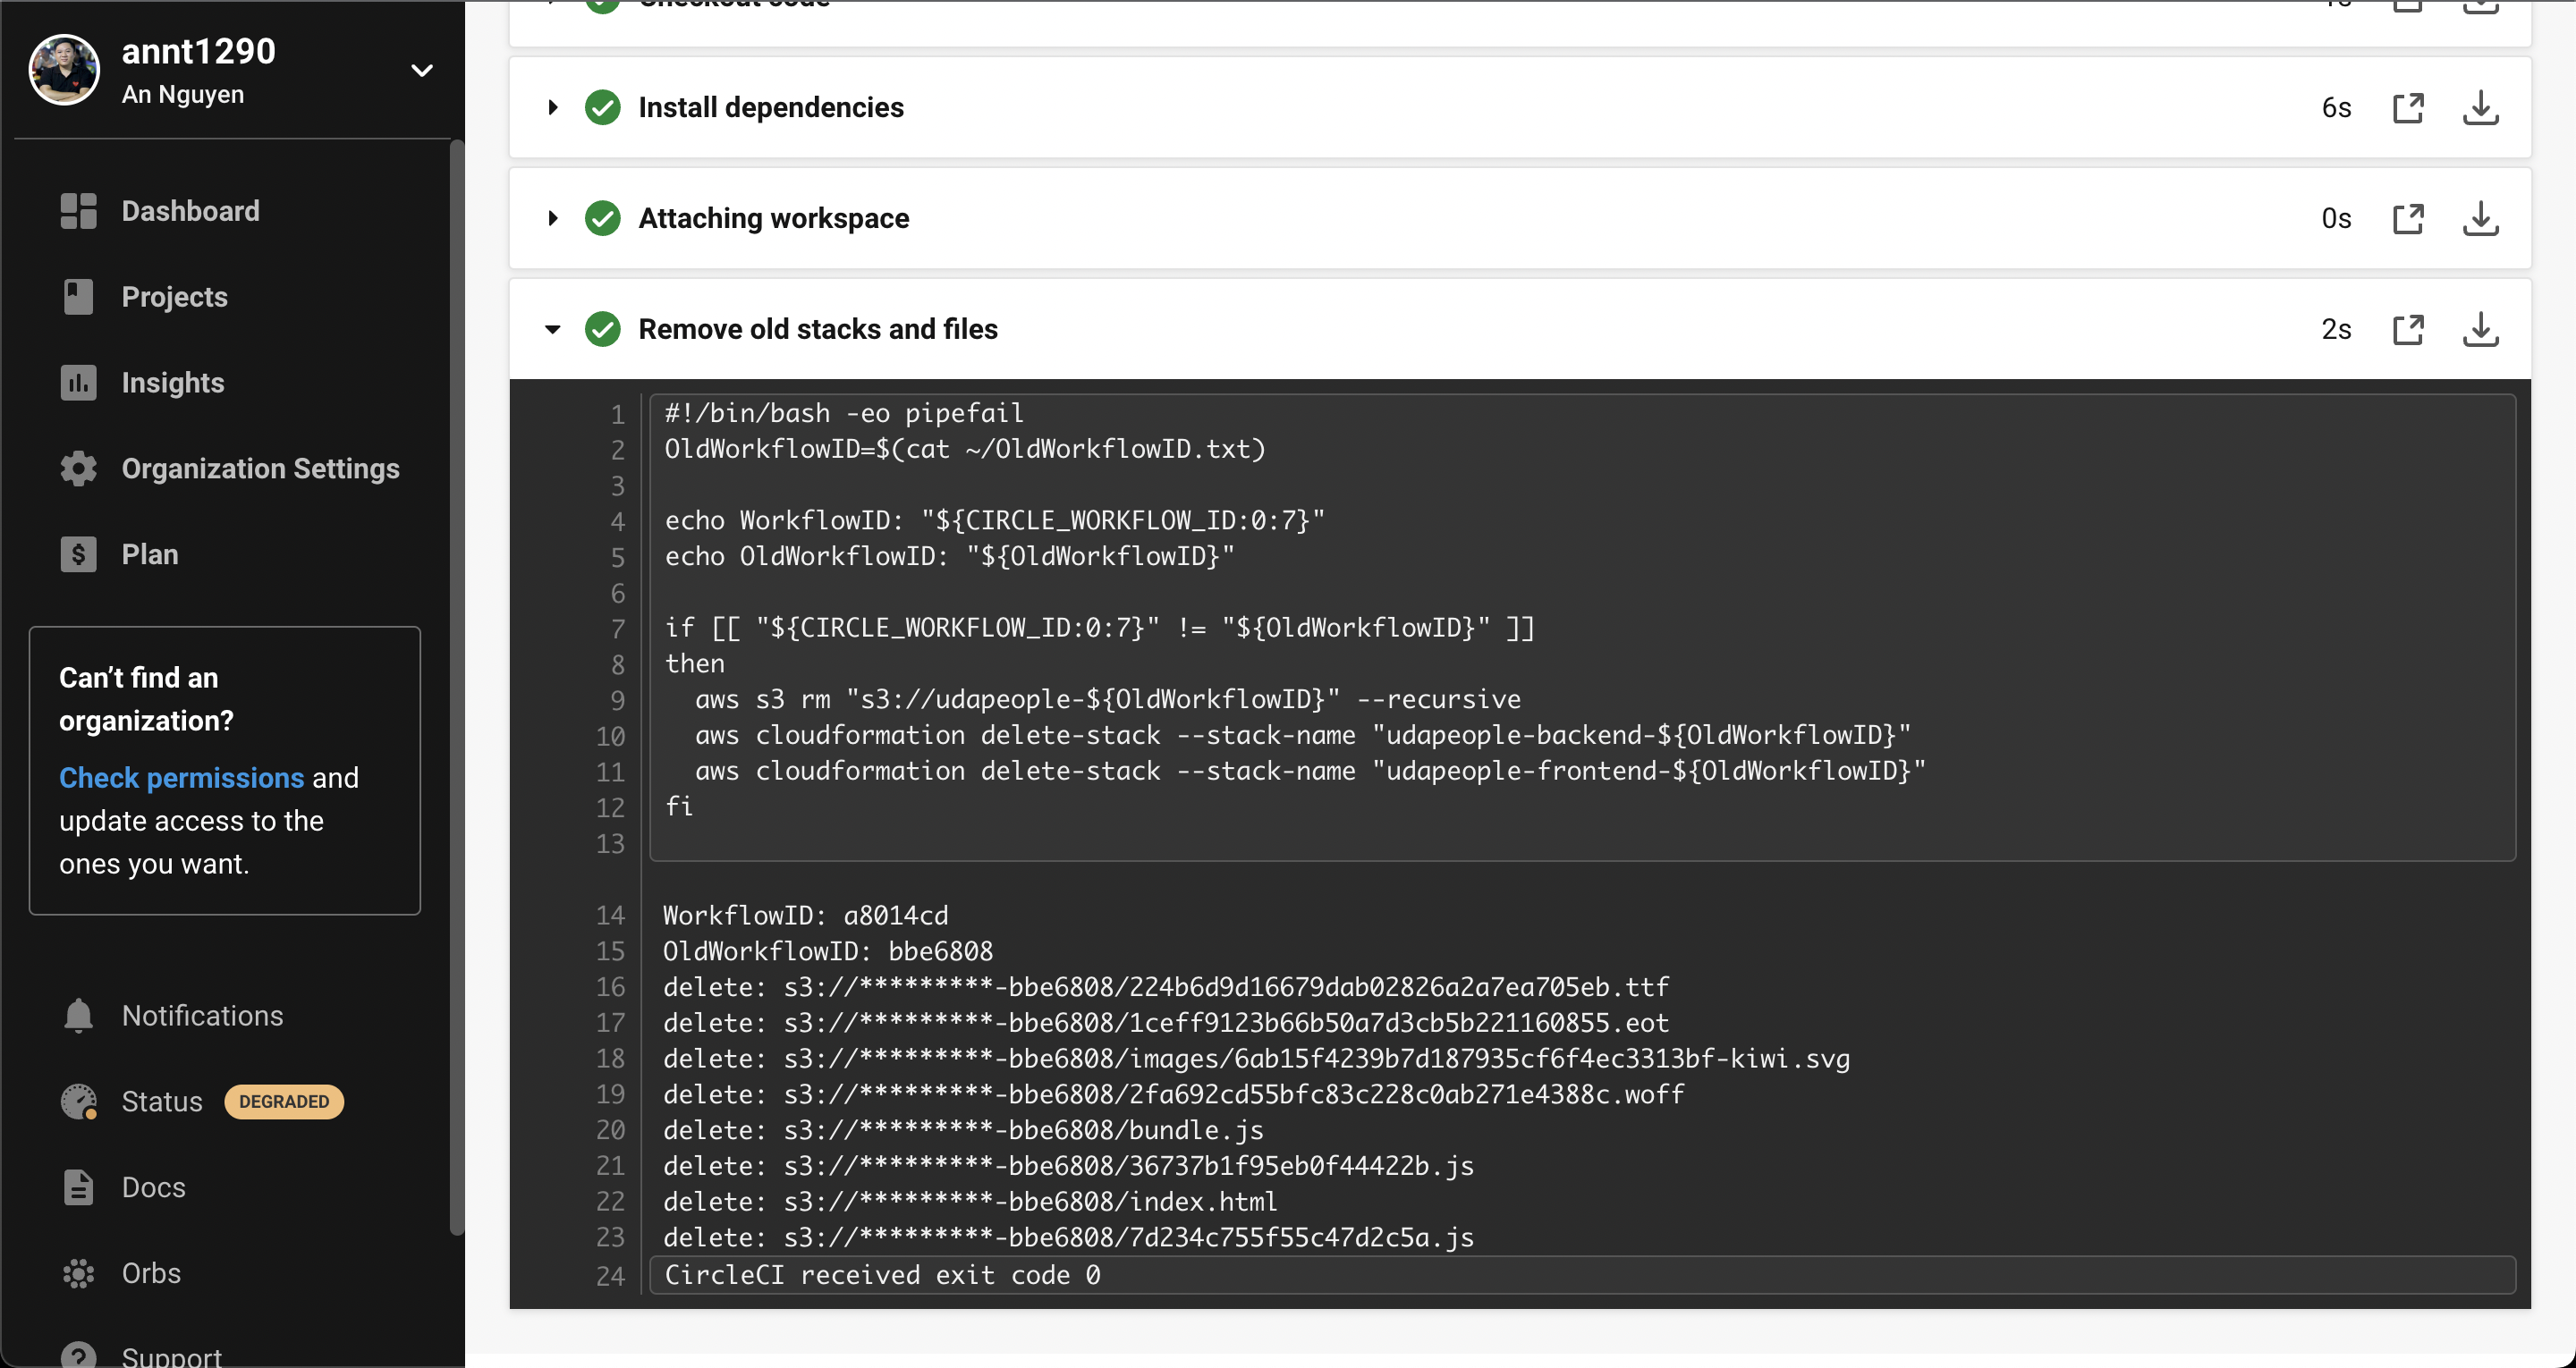 annt1290
An Nguyen
Dashboard
Projects
Insights
Organization Settings
Plan
Can’t find an
organization?
Check permissions and
update access to the
ones you want.
Notifications
Status DEGRADED
Docs
Orbs
Support
Checkout code 1s
Install dependencies 6s
Attaching workspace 0s
Remove old stacks and files 2s
1 #!/bin/bash -eo pipefail
2 OldWorkflowID=$(cat ~/OldWorkflowID.txt)
3
4 echo WorkflowID: "${CIRCLE_WORKFLOW_ID:0:7}"
5 echo OldWorkflowID: "${OldWorkflowID}"
6
7 if [[ "${CIRCLE_WORKFLOW_ID:0:7}" != "${OldWorkflowID}" ]]
8 then
9 aws s3 rm "s3://udapeople-${OldWorkflowID}" --recursive
10 aws cloudformation delete-stack --stack-name "udapeople-backend-${OldWorkflowID}"
11 aws cloudformation delete-stack --stack-name "udapeople-frontend-${OldWorkflowID}"
12 fi
13
14 WorkflowID: a8014cd
15 OldWorkflowID: bbe6808
16 delete: s3://*********-bbe6808/224b6d9d16679dab02826a2a7ea705eb.ttf
17 delete: s3://*********-bbe6808/1ceff9123b66b50a7d3cb5b221160855.eot
18 delete: s3://*********-bbe6808/images/6ab15f4239b7d187935cf6f4ec3313bf-kiwi.svg
19 delete: s3://*********-bbe6808/2fa692cd55bfc83c228c0ab271e4388c.woff
20 delete: s3://*********-bbe6808/bundle.js
21 delete: s3://*********-bbe6808/36737b1f95eb0f44422b.js
22 delete: s3://*********-bbe6808/index.html
23 delete: s3://*********-bbe6808/7d234c755f55c47d2c5a.js
24 CircleCI received exit code 0